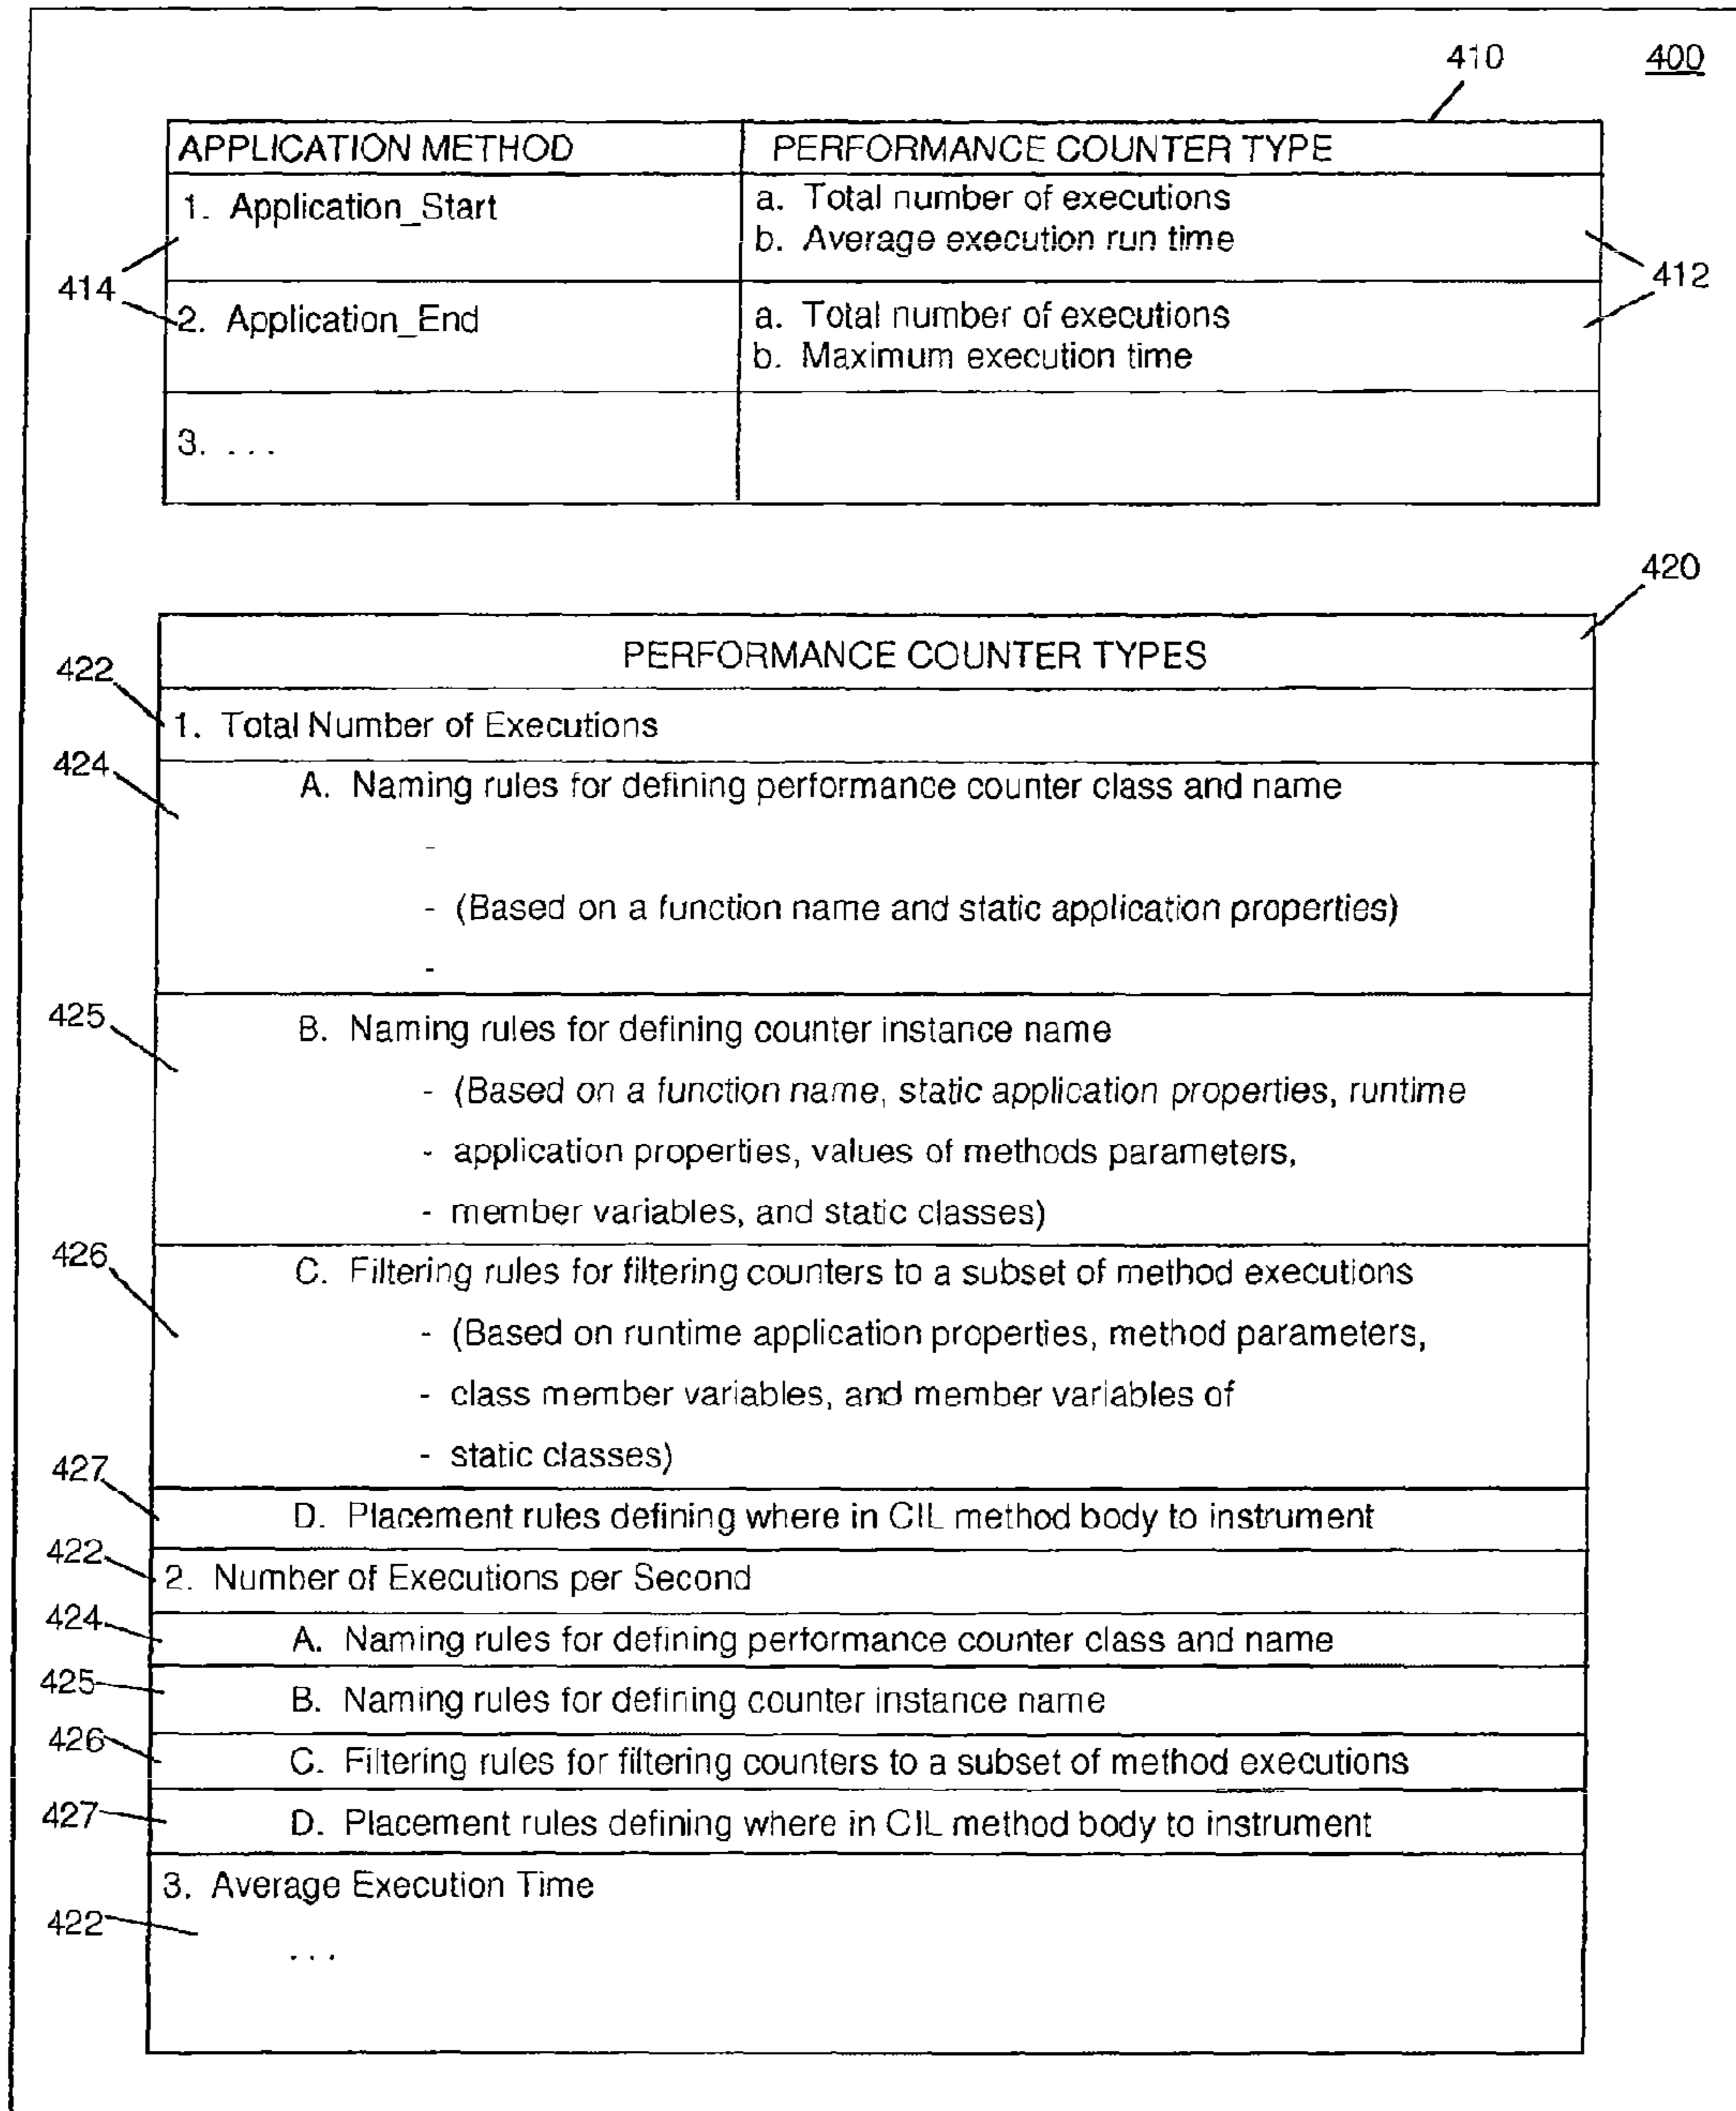 410 400
APPLICATION METHOD PERFORMANCE COUNTER TYPE
1. Application_Start
a. Total number of executions
b. Average execution run time
414
412
2. Application_End
a. Total number of executions
b. Maximum execution time
3. . . .
420
PERFORMANCE COUNTER TYPES
422
1. Total Number of Executions
424
A. Naming rules for defining performance counter class and name
-
- (Based on a function name and static application properties)
-
425
B. Naming rules for defining counter instance name
- (Based on a function name, static application properties, runtime
- application properties, values of methods parameters,
- member variables, and static classes)
426
C. Filtering rules for filtering counters to a subset of method executions
- (Based on runtime application properties, method parameters,
- class member variables, and member variables of
- static classes)
427
D. Placement rules defining where in CIL method body to instrument
422
2. Number of Executions per Second
424
A. Naming rules for defining performance counter class and name
425
B. Naming rules for defining counter instance name
426
C. Filtering rules for filtering counters to a subset of method executions
427
D. Placement rules defining where in CIL method body to instrument
3. Average Execution Time
422
. . .